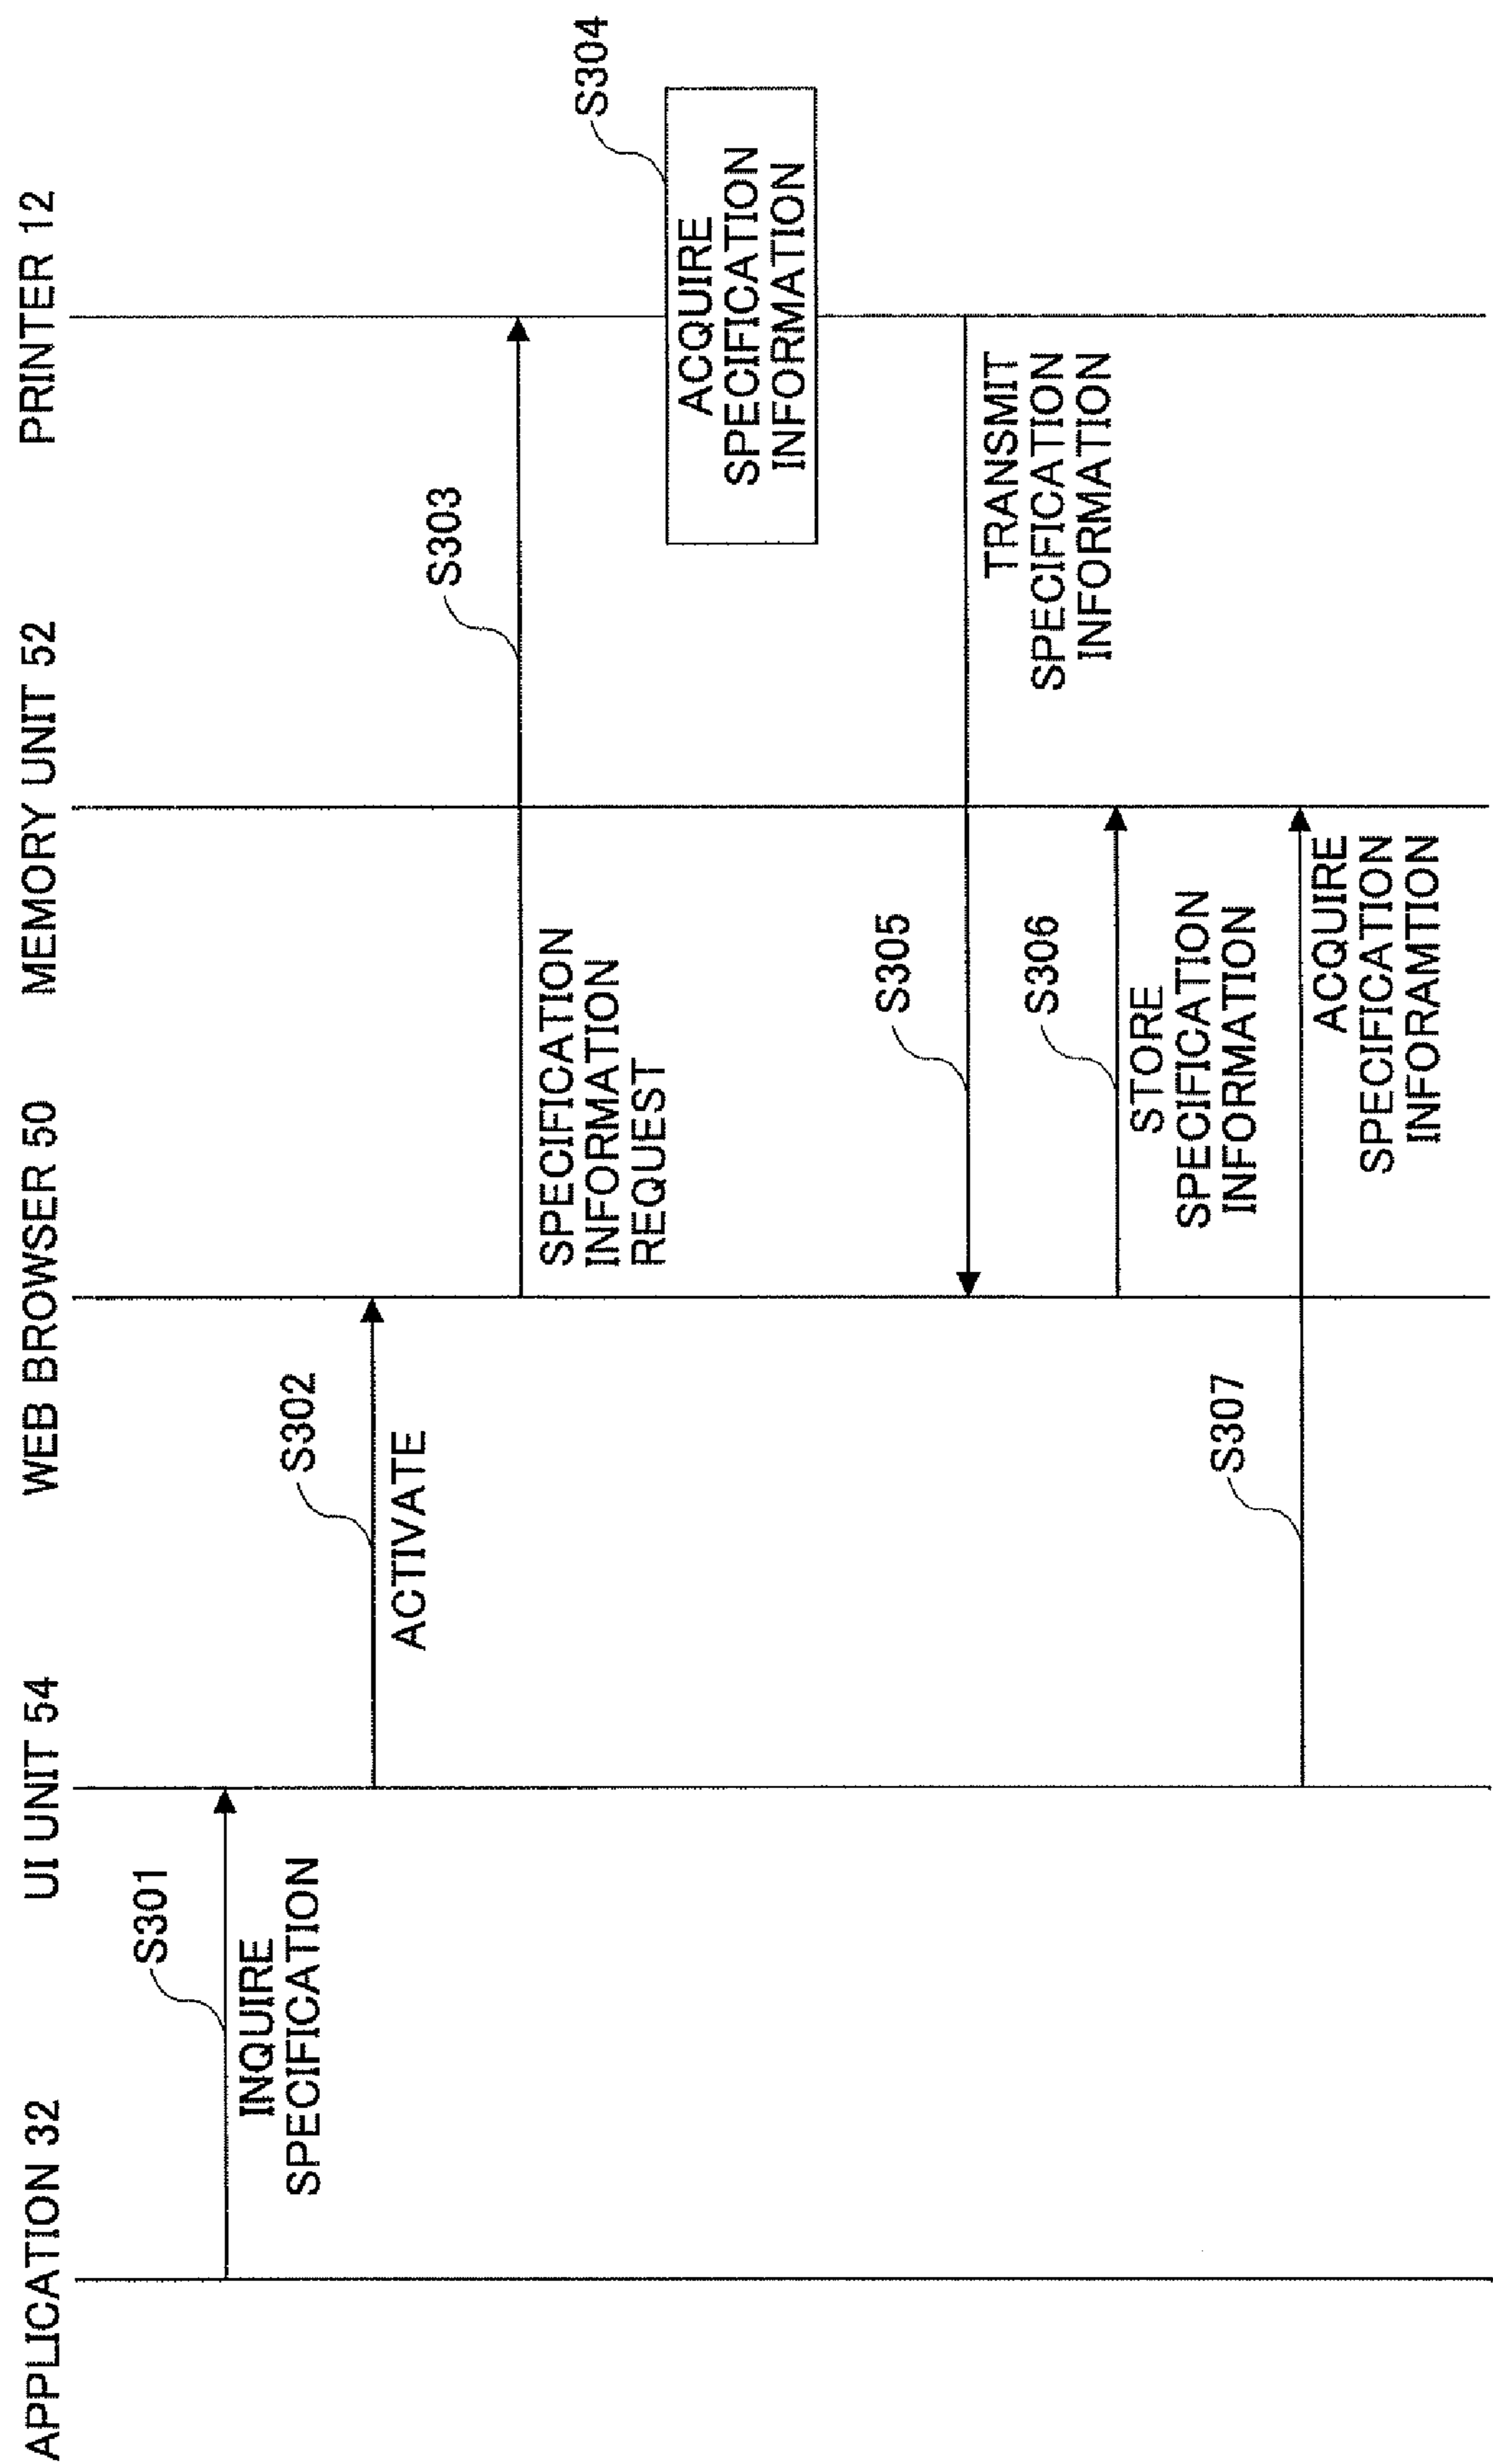 APPLICATION 32
UI UNIT 54
WEB BROWSER 50
MEMORY UNIT 52
PRINTER 12
S301
INQUIRE
SPECIFICATION
S302
ACTIVATE
S303
SPECIFICATION
INFORMATION
REQUEST
S304
ACQUIRE
SPECIFICATION
INFORMATION
S305
TRANSMIT
SPECIFICATION
INFORMATION
S306
STORE
SPECIFICATION
INFORMATION
S307
ACQUIRE
SPECIFICATION
INFORAMTION